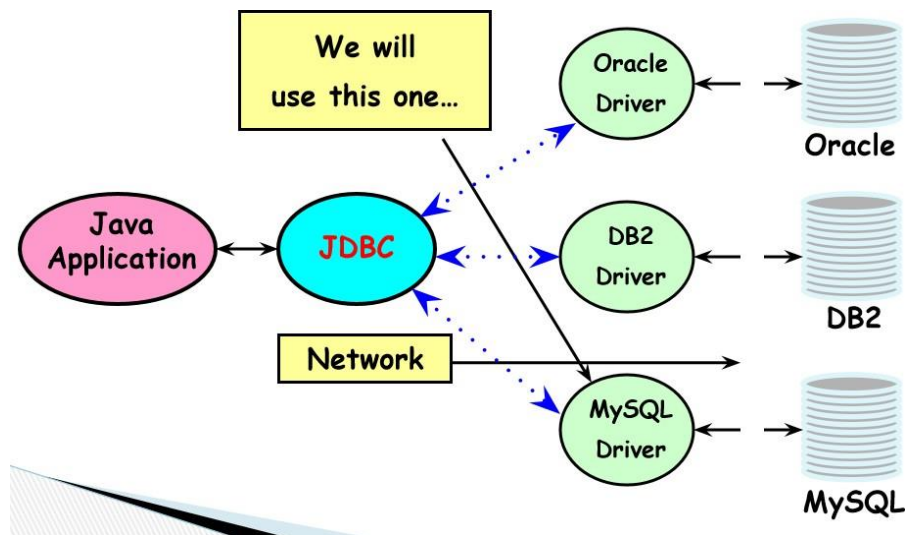 We will
use this one…
Oracle
Driver
Oracle
Java
Application
JDBC
DB2
Driver
DB2
Network
MySQL
Driver
MySQL